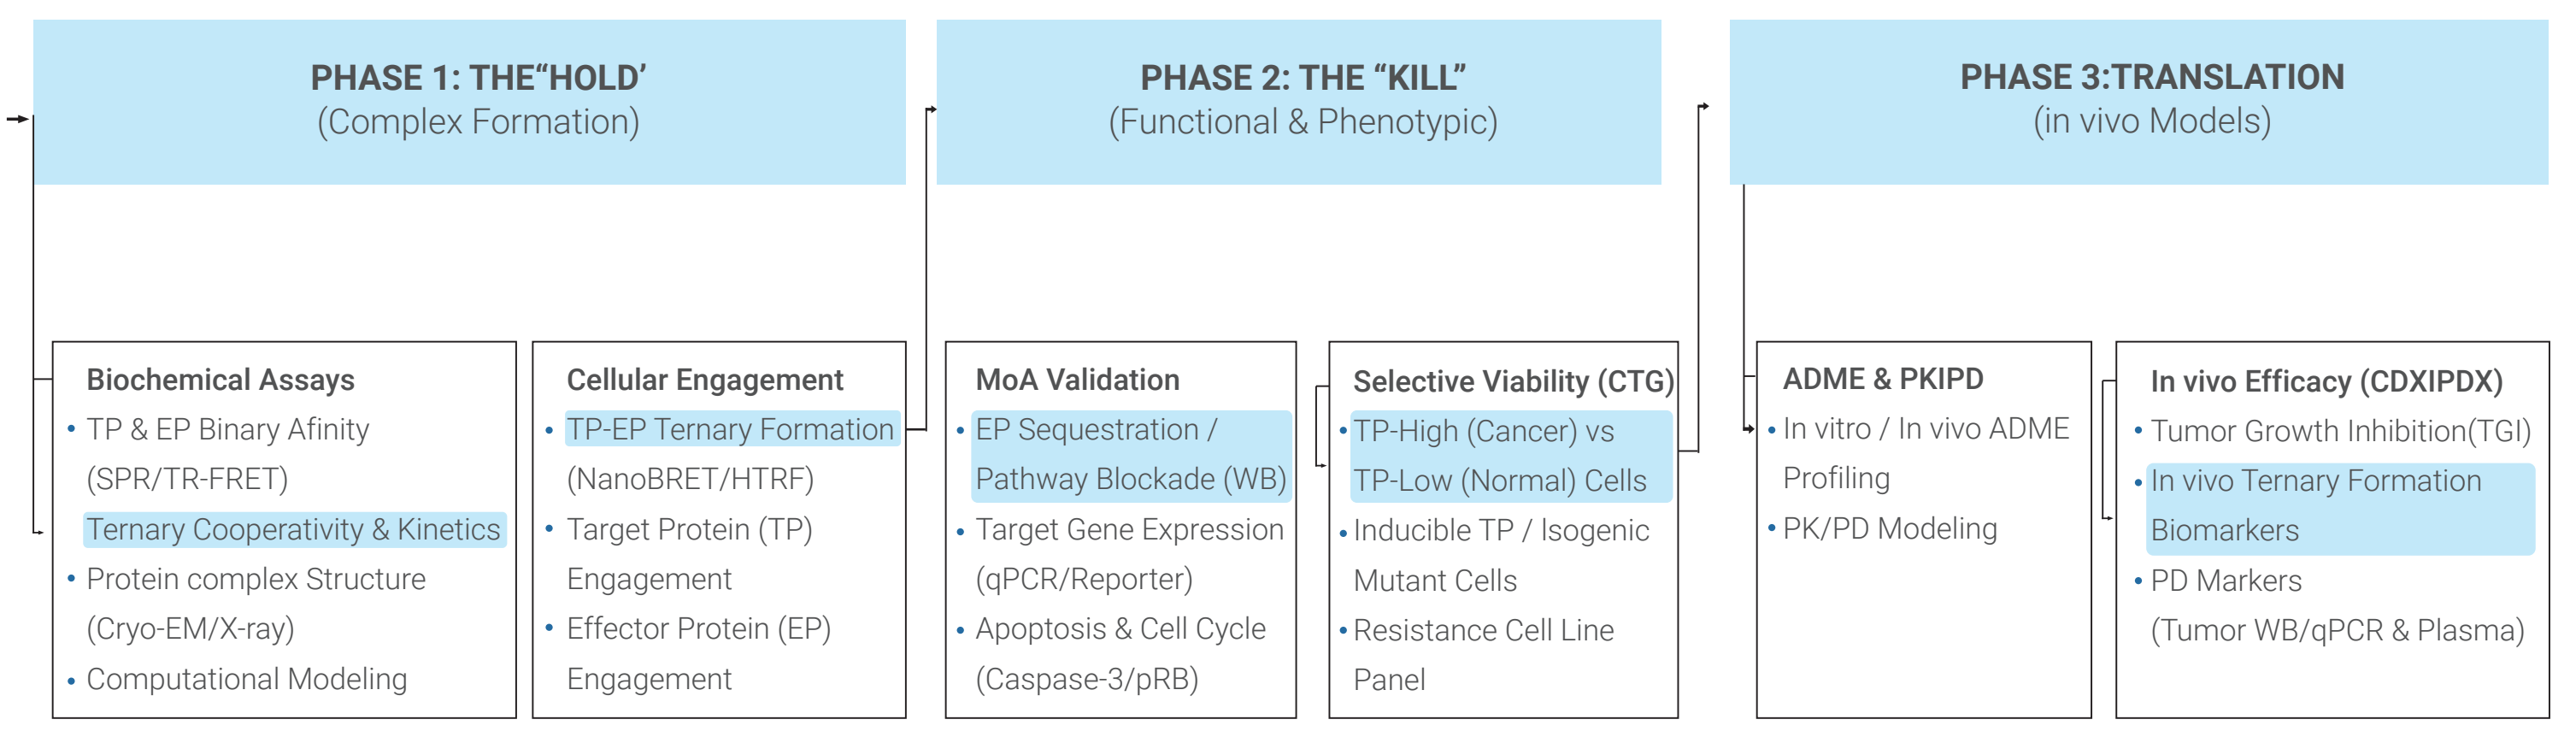 PHASE 1: THE“HOLD’
(Complex Formation)
PHASE 2: THE “KILL”
(Functional & Phenotypic)
PHASE 3:TRANSLATION
(in vivo Models)
Biochemical Assays
• TP & EP Binary Afinity
(SPR/TR-FRET)
Ternary Cooperativity & Kinetics
• Protein complex Structure
(Cryo-EM/X-ray)
• Computational Modeling
Cellular Engagement
• TP-EP Ternary Formation
(NanoBRET/HTRF)
• Target Protein (TP)
Engagement
• Effector Protein (EP)
Engagement
MoA Validation
• EP Sequestration /
Pathway Blockade (WB)
• Target Gene Expression
(qPCR/Reporter)
• Apoptosis & Cell Cycle
(Caspase-3/pRB)
Selective Viability (CTG)
• TP-High (Cancer) vs
TP-Low (Normal) Cells
• Inducible TP / Isogenic
Mutant Cells
• Resistance Cell Line
Panel
ADME & PKIPD
• In vitro / In vivo ADME
Profiling
• PK/PD Modeling
In vivo Efficacy (CDXIPDX)
• Tumor Growth Inhibition(TGI)
• In vivo Ternary Formation
Biomarkers
• PD Markers
(Tumor WB/qPCR & Plasma)